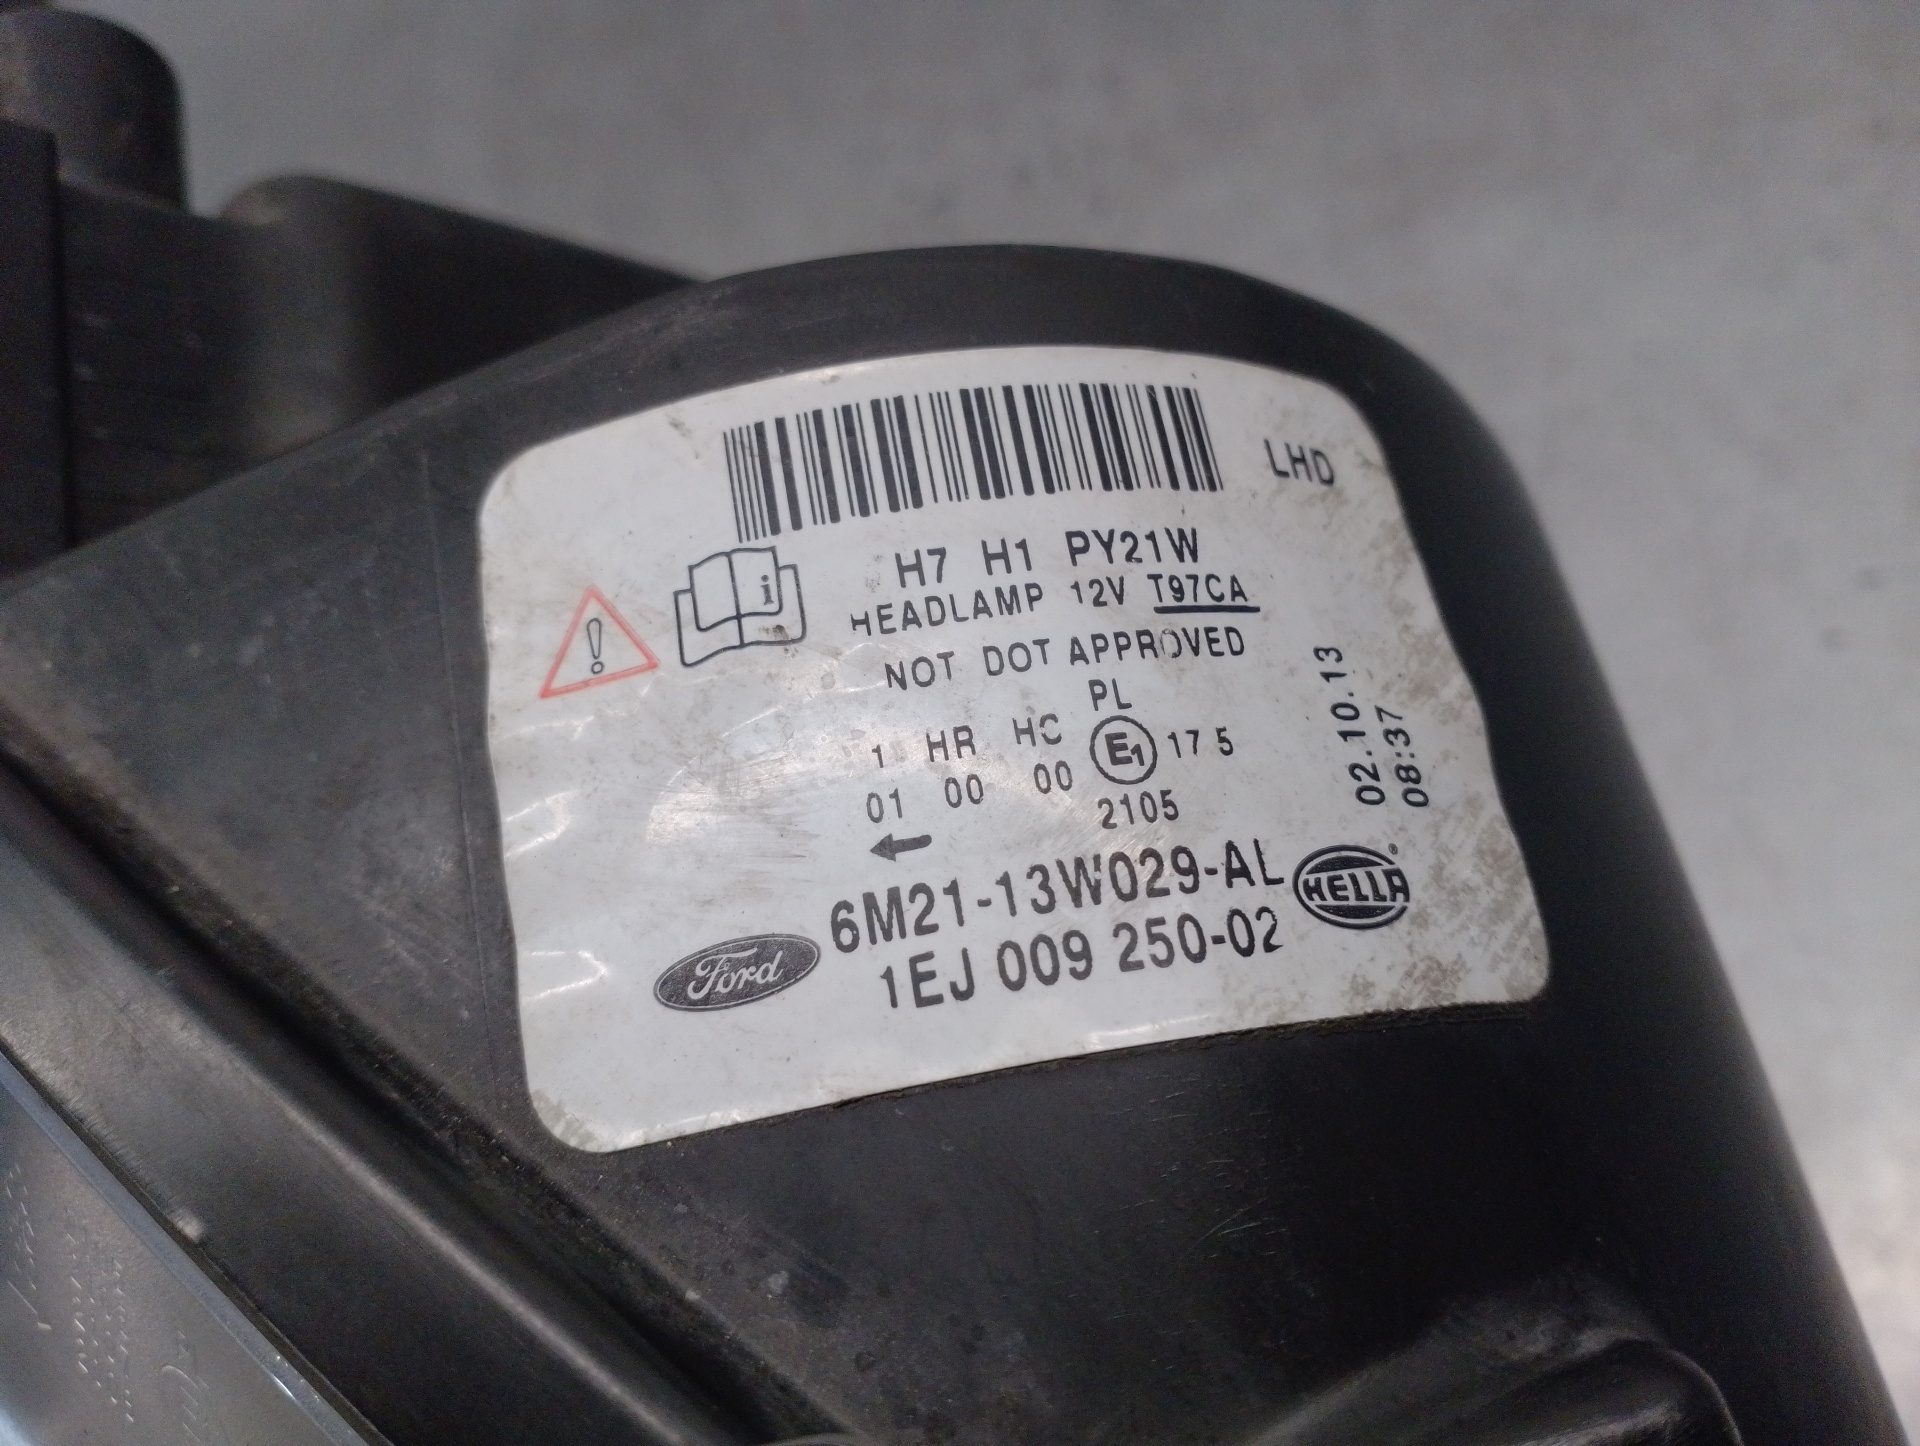 LHD
H7 H1 PY21W
HEADLAMP 12V T97CA
NOT DOT APPROVED
PL
1 HR HC E1 17 5
01 00 00
2105
02.10.13
08:37
6M21-13W029-AL
HELLA
Ford
1EJ 009 250-02